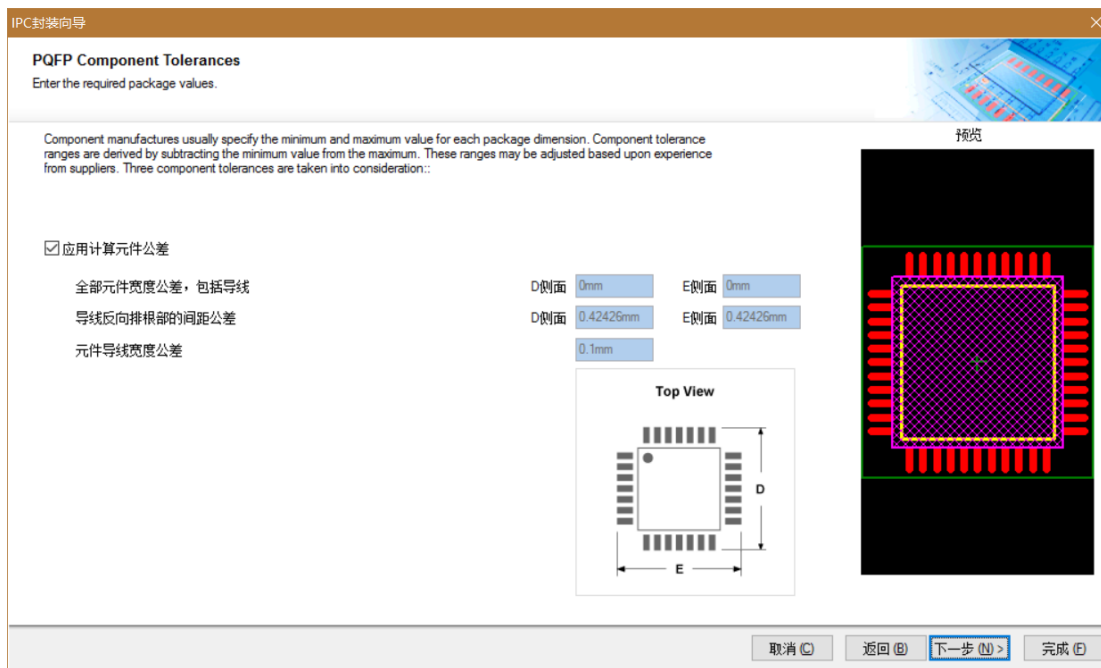 IPC封装向导
PQFP Component Tolerances
Enter the required package values.
Component manufactures usually specify the minimum and maximum value for each package dimension. Component tolerance
ranges are derived by subtracting the minimum value from the maximum. These ranges may be adjusted based upon experience
from suppliers. Three component tolerances are taken into consideration::
预览
应用计算元件公差
全部元件宽度公差，包括导线 D侧面 0mm E侧面 0mm
导线反向排根部的间距公差 D侧面 0.42426mm E侧面 0.42426mm
元件导线宽度公差 0.1mm
Top View
D
E
取消(C) 返回(B) 下一步(N) > 完成(F)